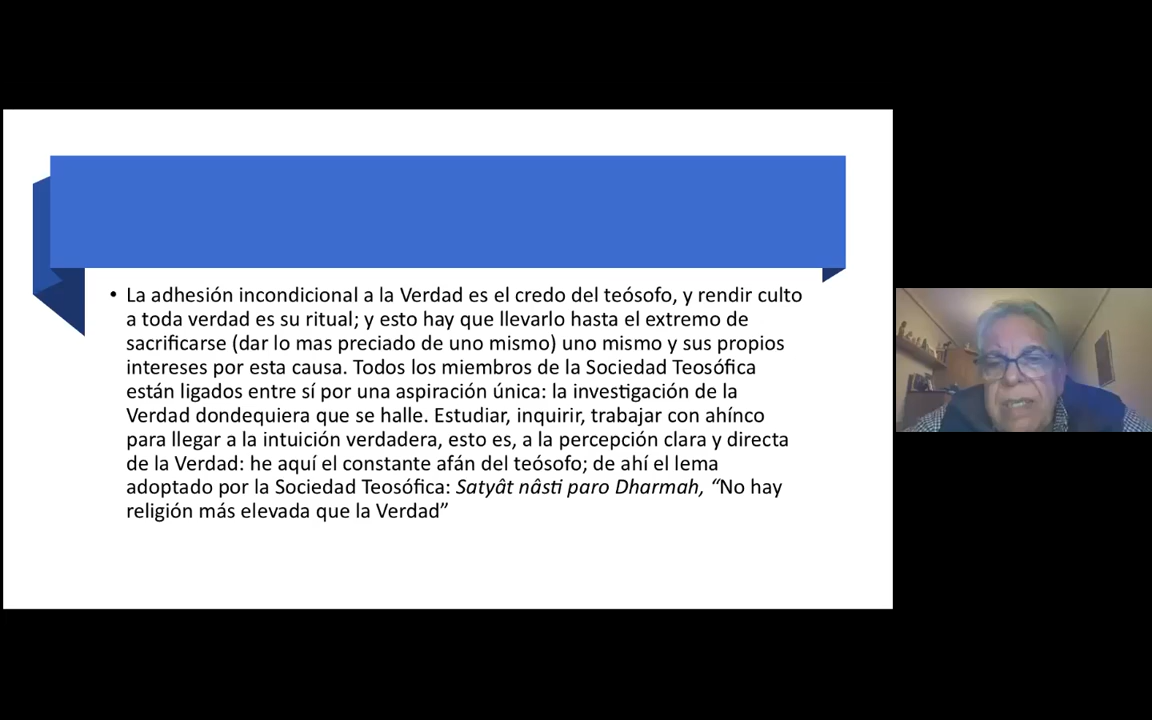 • La adhesión incondicional a la Verdad es el credo del teósofo, y rendir culto
a toda verdad es su ritual; y esto hay que llevarlo hasta el extremo de
sacrificarse (dar lo mas preciado de uno mismo) uno mismo y sus propios
intereses por esta causa. Todos los miembros de la Sociedad Teosófica
están ligados entre sí por una aspiración única: la investigación de la
Verdad dondequiera que se halle. Estudiar, inquirir, trabajar con ahínco
para llegar a la intuición verdadera, esto es, a la percepción clara y directa
de la Verdad: he aquí el constante afán del teósofo; de ahí el lema
adoptado por la Sociedad Teosófica: Satyât nâsti paro Dharmah, “No hay
religión más elevada que la Verdad”